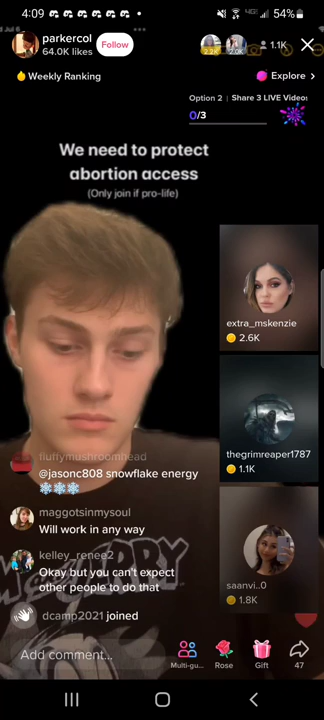 4:09
54%
parkercol
64.0K likes
Follow
2.2K
1.1K
Weekly Ranking
Explore >
Option 2 | Share 3 LIVE Videos
0/3
We need to protect
abortion access
(Only join if pro-life)
extra_mskenzie
2.6K
thegrimreaper1787
1.1K
saanvi..0
1.8K
fluffymushroomhead
@jasonc808 snowflake energy
❄️❄️❄️
maggotsinmysoul
Will work in any way
kelley_renee2
Okay but you can't expect
other people to do that
dcamp2021 joined
Add comment...
Multi-gu...
Rose
Gift
47